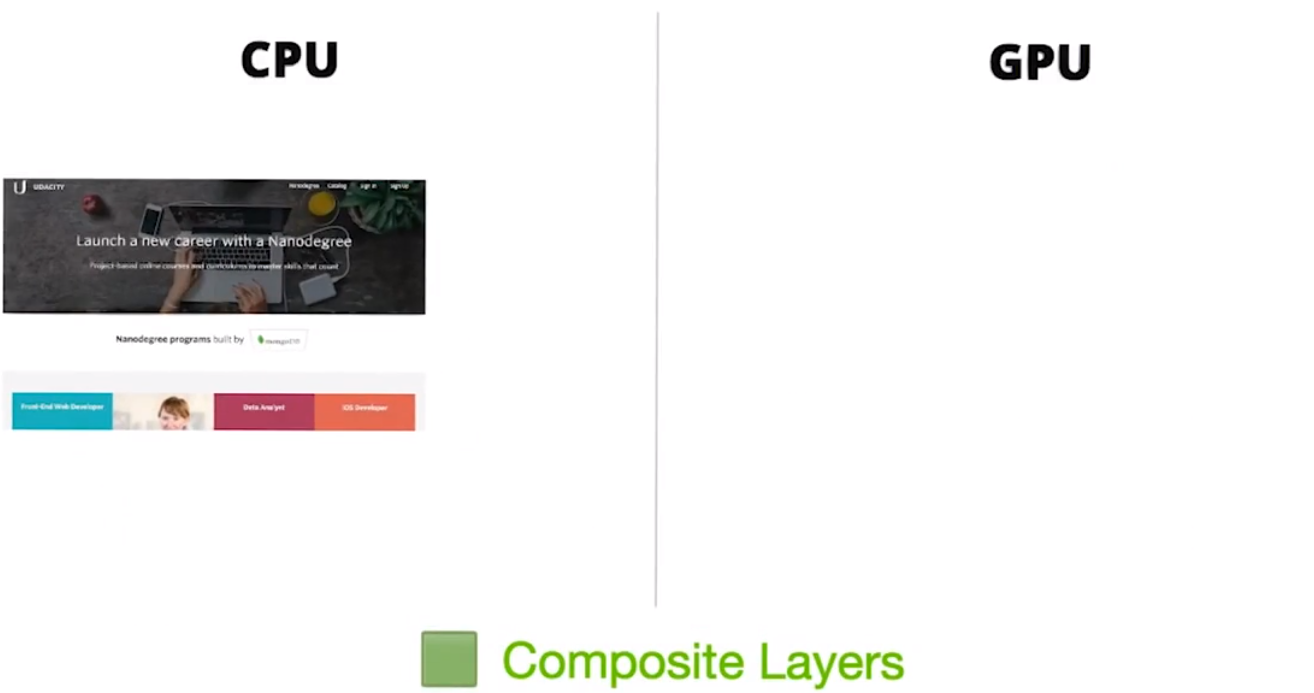 CPU
GPU
UDACITY
Nanodegree Catalog Sign In Sign Up
Launch a new career with a Nanodegree
Project-based online courses and curriculums to master skills that count
Nanodegree programs built by mongoDB
Front-End Web Developer
Data Analyst
iOS Developer
Composite Layers